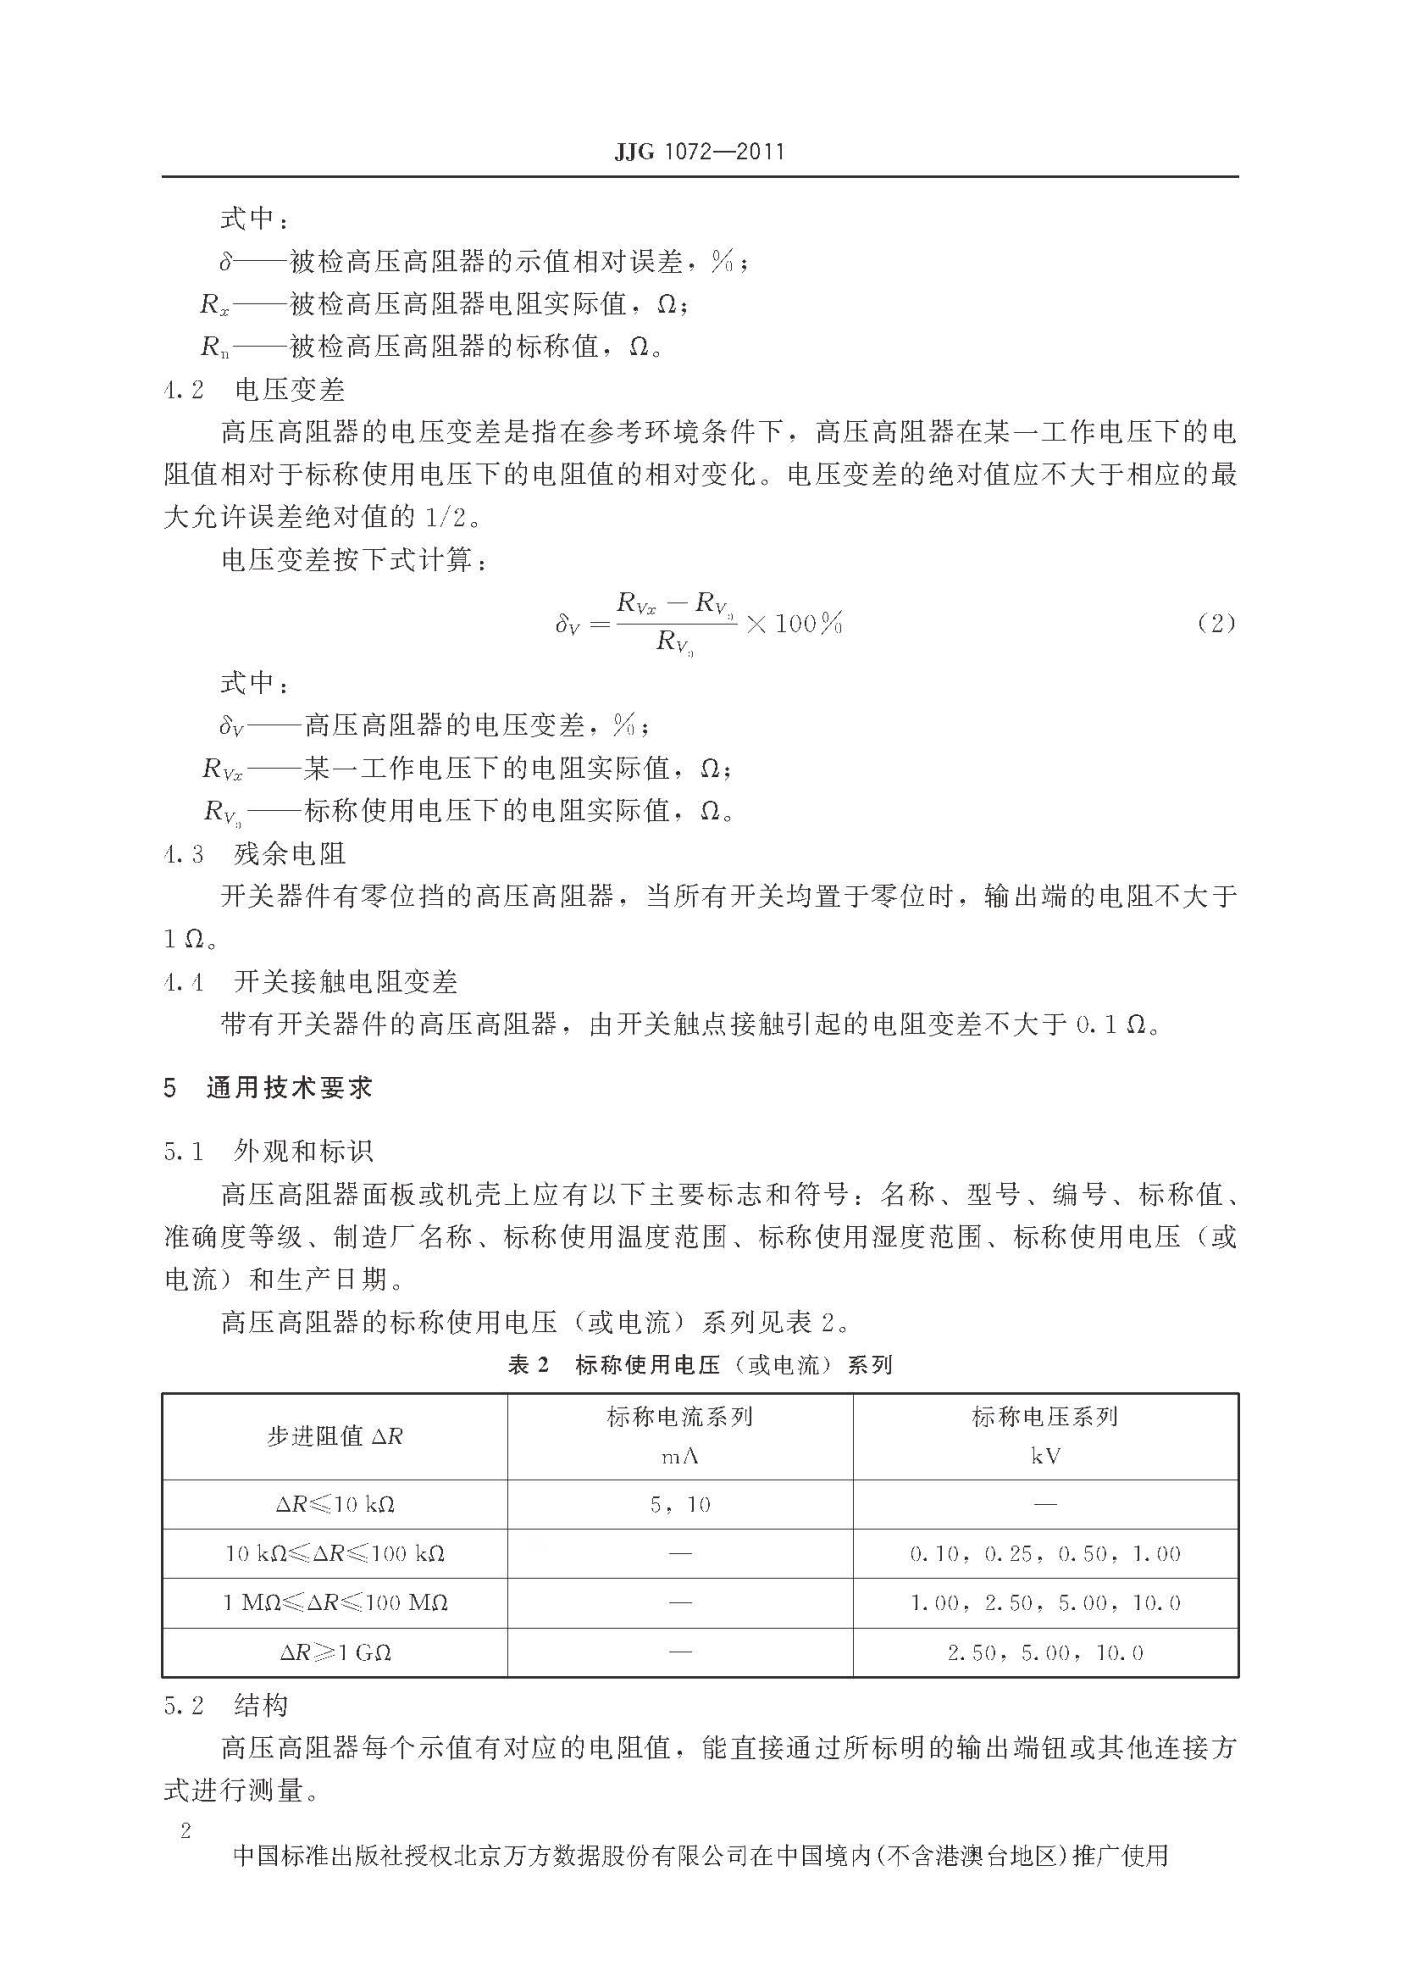 JJG 1072—2011
式中：
δ——被检高压高阻器的示值相对误差，%；
Rx——被检高压高阻器电阻实际值，Ω；
Rn——被检高压高阻器的标称值，Ω。
4.2 电压变差
高压高阻器的电压变差是指在参考环境条件下，高压高阻器在某一工作电压下的电
阻值相对于标称使用电压下的电阻值的相对变化。电压变差的绝对值应不大于相应的最
大允许误差绝对值的 1/2。
电压变差按下式计算：
δV = (RVx − RV0) / RV0 × 100% (2)
式中：
δV——高压高阻器的电压变差，%；
RVx——某一工作电压下的电阻实际值，Ω；
RV0——标称使用电压下的电阻实际值，Ω。
4.3 残余电阻
开关器件有零位挡的高压高阻器，当所有开关均置于零位时，输出端的电阻不大于
1 Ω。
4.4 开关接触电阻变差
带有开关器件的高压高阻器，由开关触点接触引起的电阻变差不大于 0.1 Ω。
5 通用技术要求
5.1 外观和标识
高压高阻器面板或机壳上应有以下主要标志和符号：名称、型号、编号、标称值、
准确度等级、制造厂名称、标称使用温度范围、标称使用湿度范围、标称使用电压（或
电流）和生产日期。
高压高阻器的标称使用电压（或电流）系列见表 2。
表 2 标称使用电压（或电流）系列
步进阻值 ΔR 标称电流系列 mA 标称电压系列 kV
ΔR≤10 kΩ 5，10 —
10 kΩ≤ΔR≤100 kΩ — 0.10，0.25，0.50，1.00
1 MΩ≤ΔR≤100 MΩ — 1.00，2.50，5.00，10.0
ΔR≥1 GΩ — 2.50，5.00，10.0
5.2 结构
高压高阻器每个示值有对应的电阻值，能直接通过所标明的输出端钮或其他连接方
式进行测量。
2
中国标准出版社授权北京万方数据股份有限公司在中国境内(不含港澳台地区)推广使用